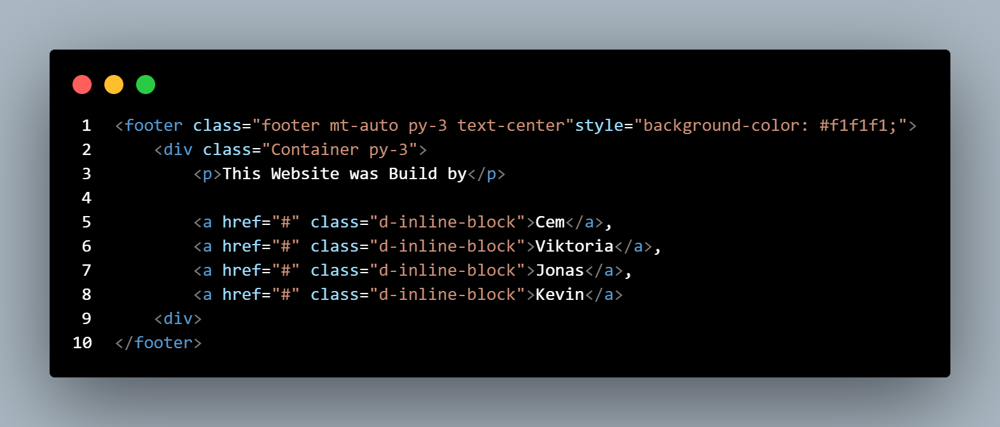 1 <footer class="footer mt-auto py-3 text-center"style="background-color: #f1f1f1;">
2     <div class="Container py-3">
3         <p>This Website was Build by</p>
4
5         <a href="#" class="d-inline-block">Cem</a>,
6         <a href="#" class="d-inline-block">Viktoria</a>,
7         <a href="#" class="d-inline-block">Jonas</a>,
8         <a href="#" class="d-inline-block">Kevin</a>
9     <div>
10 </footer>